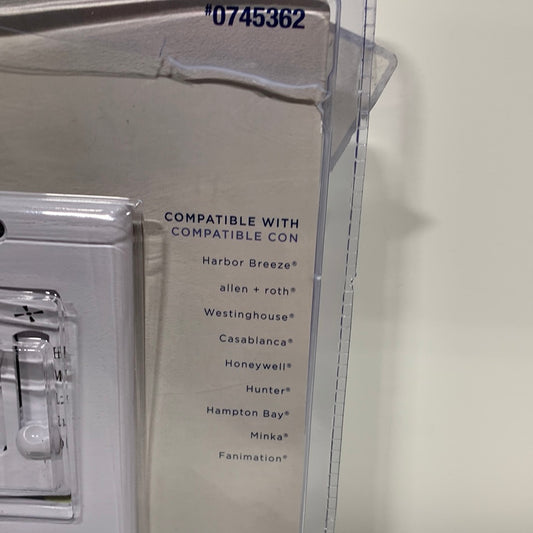 #0745362
COMPATIBLE WITH
COMPATIBLE CON
Harbor Breeze®
allen + roth®
Westinghouse®
Casablanca®
Honeywell®
Hunter®
Hampton Bay®
Minka®
Fanimation®